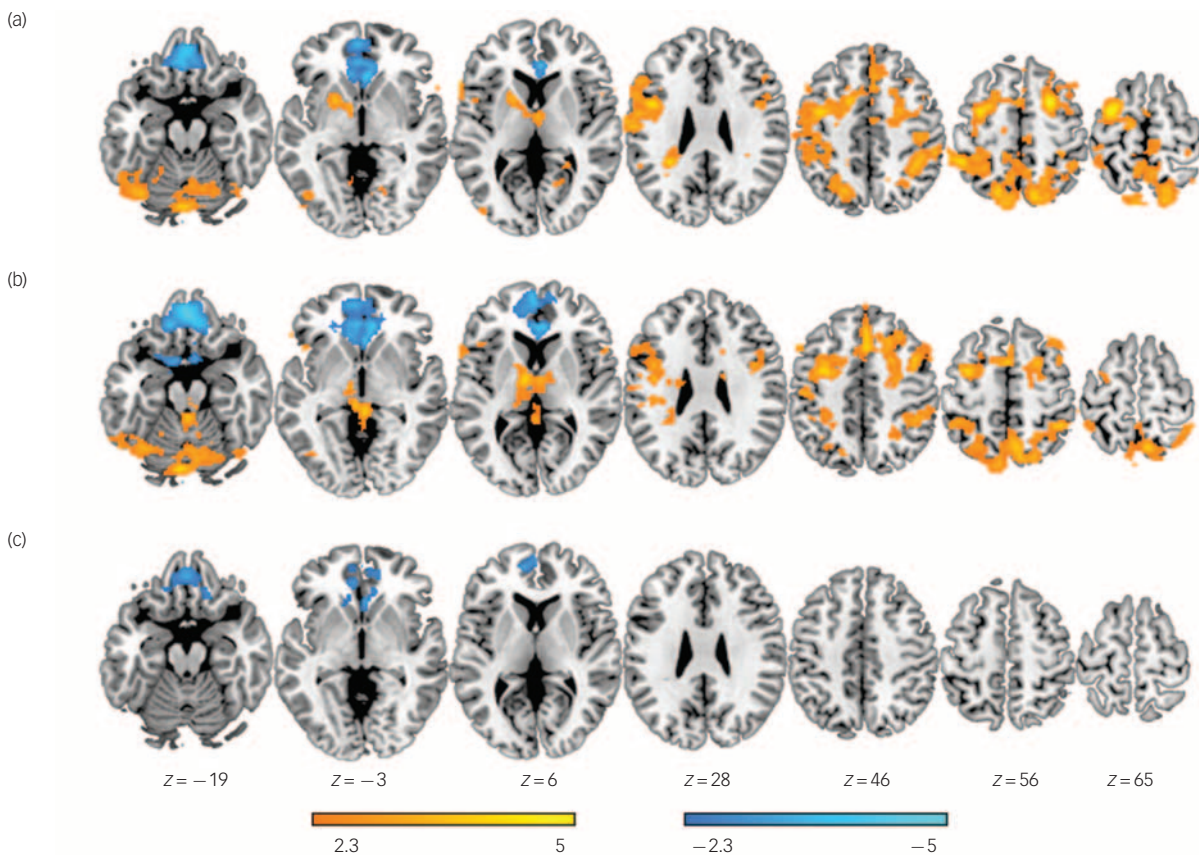 (a)
(b)
(c)
z = −19 z = −3 z = 6 z = 28 z = 46 z = 56 z = 65
2.3 5 −2.3 −5